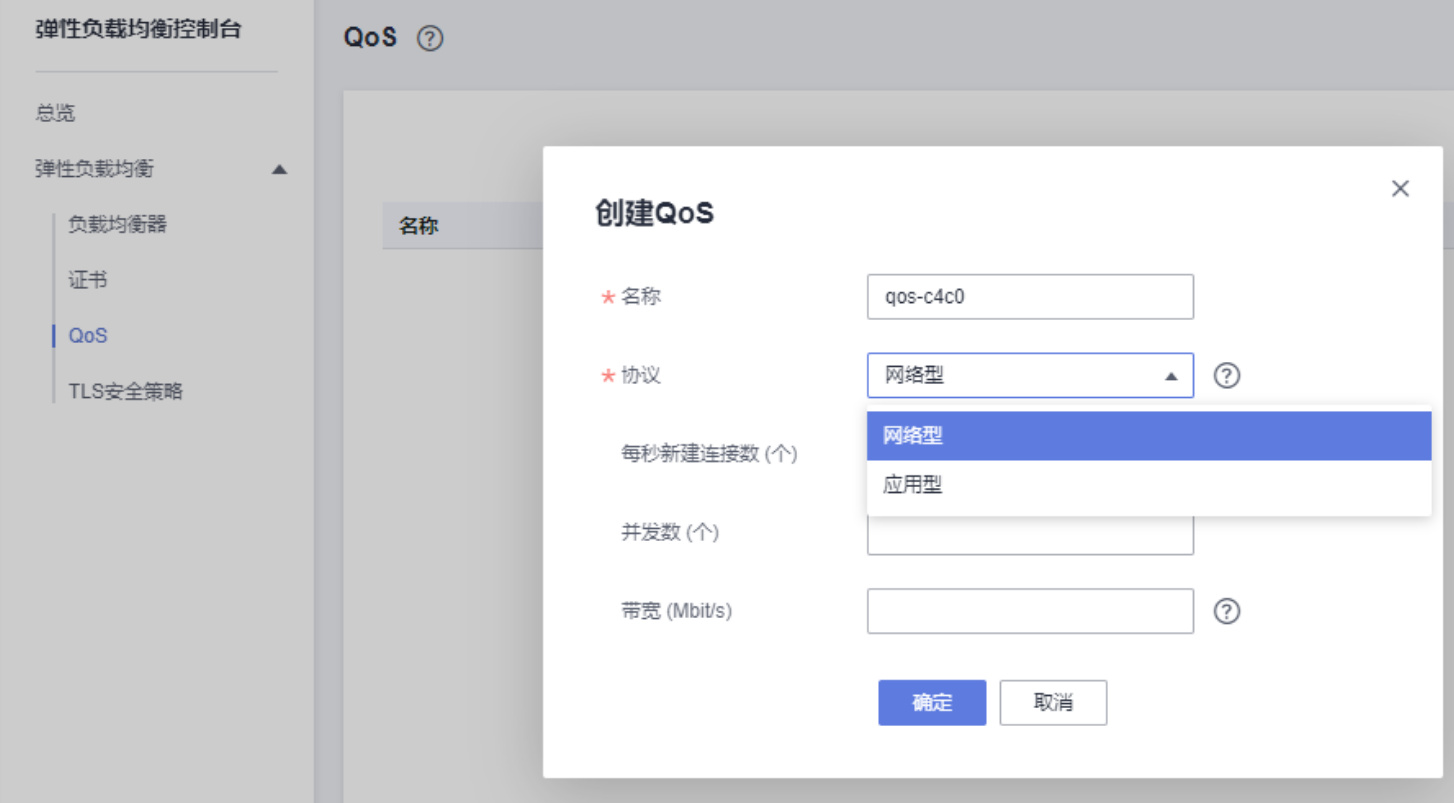 弹性负载均衡控制台
总览
弹性负载均衡
负载均衡器
证书
QoS
TLS安全策略
QoS ?
名称
创建QoS
* 名称 qos-c4c0
* 协议 网络型 ?
网络型
应用型
每秒新建连接数 (个)
并发数 (个)
带宽 (Mbit/s) ?
确定 取消